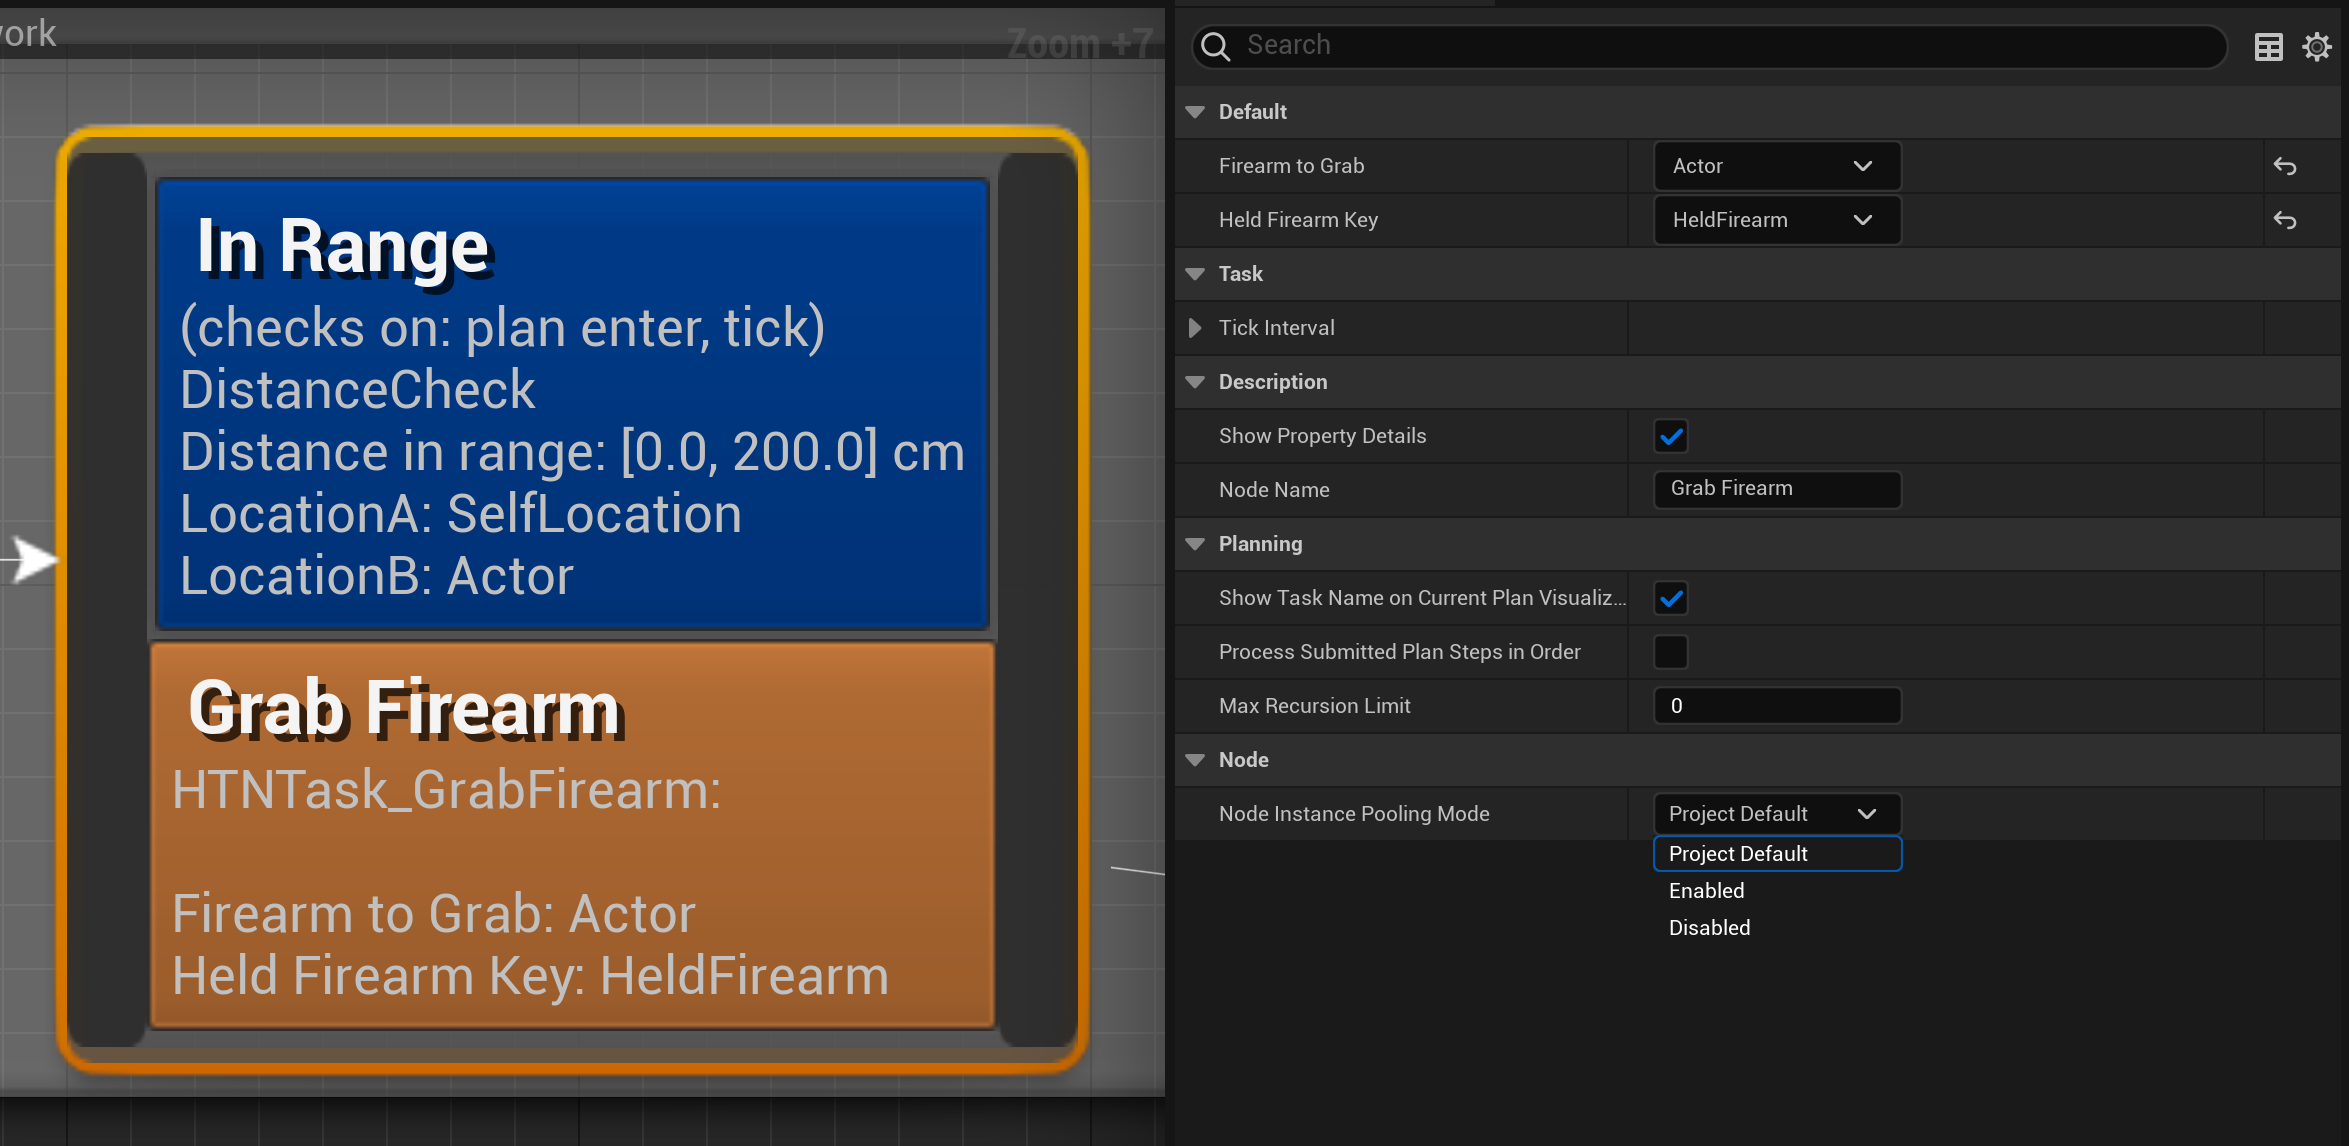 Zoom +7
In Range
(checks on: plan enter, tick)
DistanceCheck
Distance in range: [0.0, 200.0] cm
LocationA: SelfLocation
LocationB: Actor
Grab Firearm
HTNTask_GrabFirearm:
Firearm to Grab: Actor
Held Firearm Key: HeldFirearm
Search
Default
Firearm to Grab Actor
Held Firearm Key HeldFirearm
Task
Tick Interval
Description
Show Property Details
Node Name Grab Firearm
Planning
Show Task Name on Current Plan Visualiz...
Process Submitted Plan Steps in Order
Max Recursion Limit 0
Node
Node Instance Pooling Mode Project Default
Project Default
Enabled
Disabled